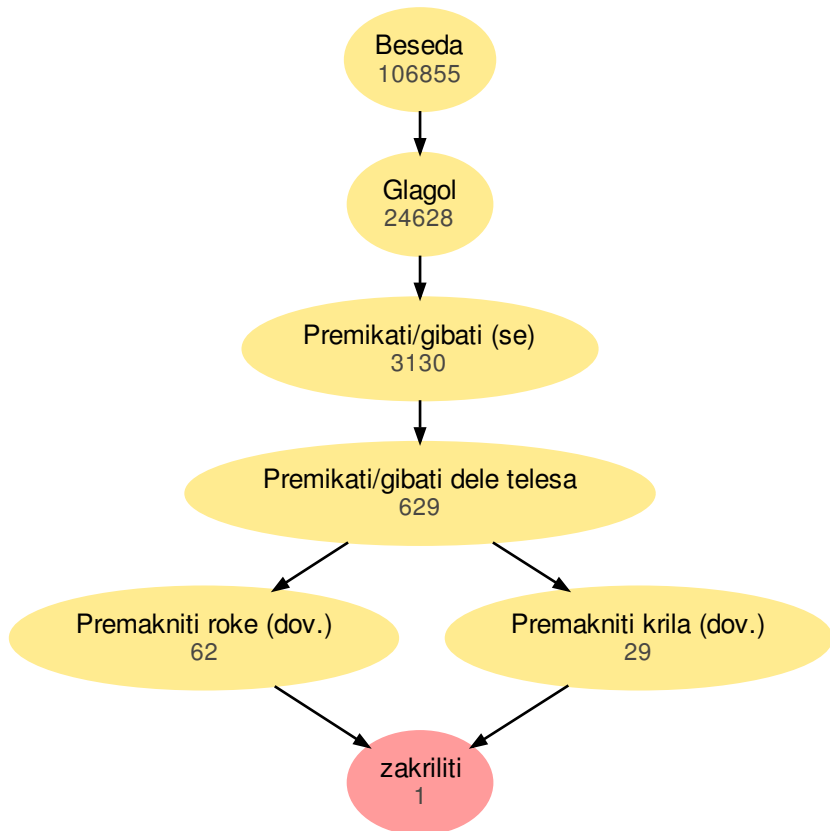 Beseda
106855
Glagol
24628
Premikati/gibati (se)
3130
Premikati/gibati dele telesa
629
Premakniti roke (dov.)
62
Premakniti krila (dov.)
29
zakriliti
1